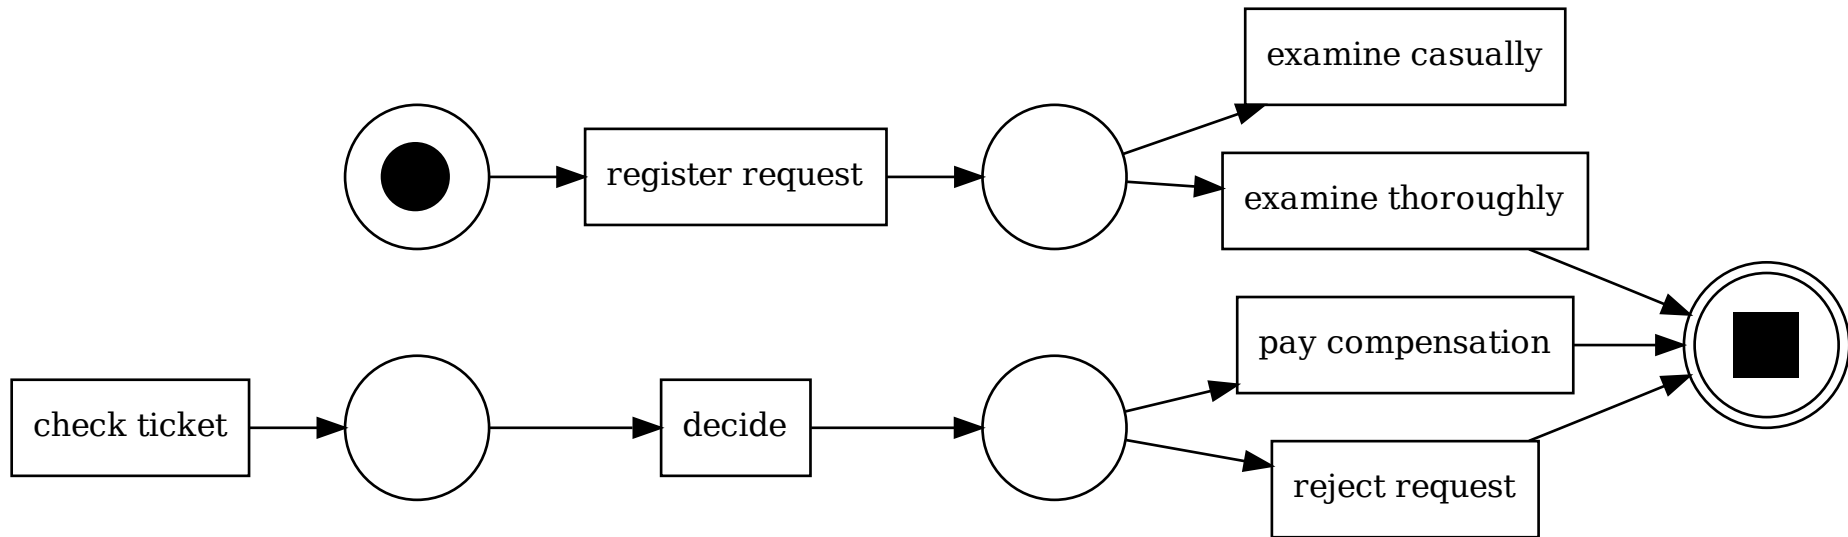 examine casually
register request
examine thoroughly
pay compensation
check ticket
decide
reject request